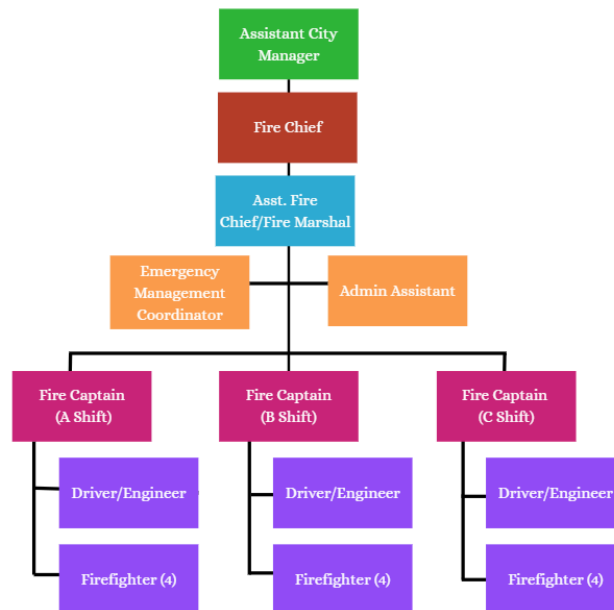 Assistant City
Manager
Fire Chief
Asst. Fire
Chief/Fire Marshal
Emergency
Management
Coordinator
Admin Assistant
Fire Captain
(A Shift)
Fire Captain
(B Shift)
Fire Captain
(C Shift)
Driver/Engineer
Driver/Engineer
Driver/Engineer
Firefighter (4)
Firefighter (4)
Firefighter (4)